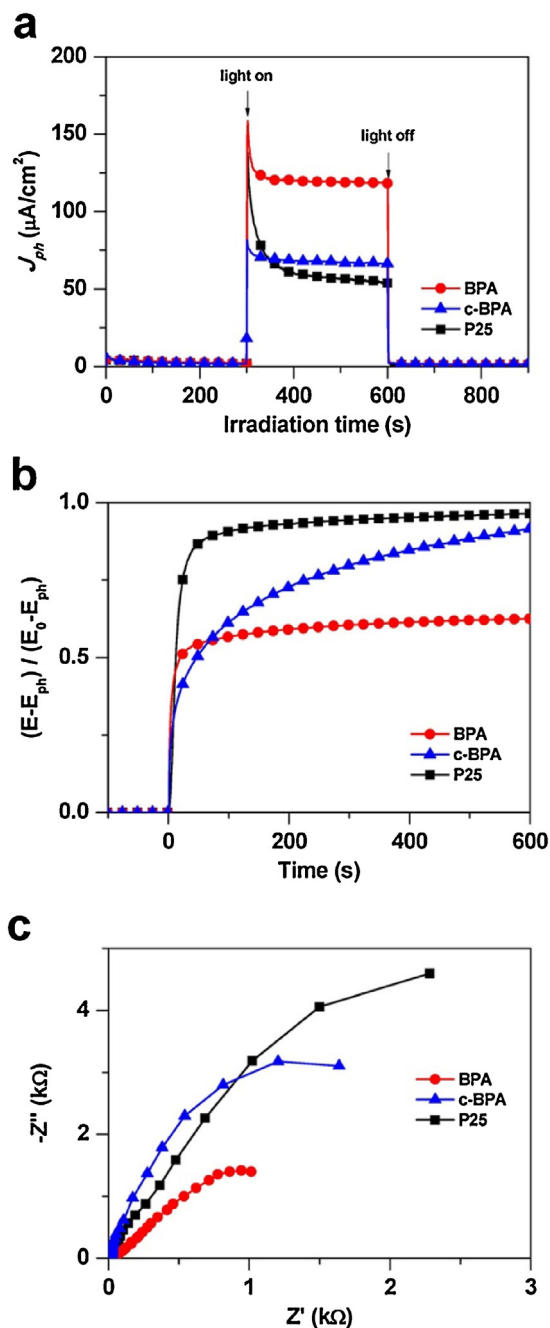 a
200
150
100
50
0
J_ph (μA/cm²)
light on
light off
BPA
c-BPA
P25
0 200 400 600 800
Irradiation time (s)
b
1.0
0.5
0.0
(E-E_ph) / (E_0-E_ph)
BPA
c-BPA
P25
0 200 400 600
Time (s)
c
4
2
0
-Z" (kΩ)
BPA
c-BPA
P25
0 1 2 3
Z' (kΩ)